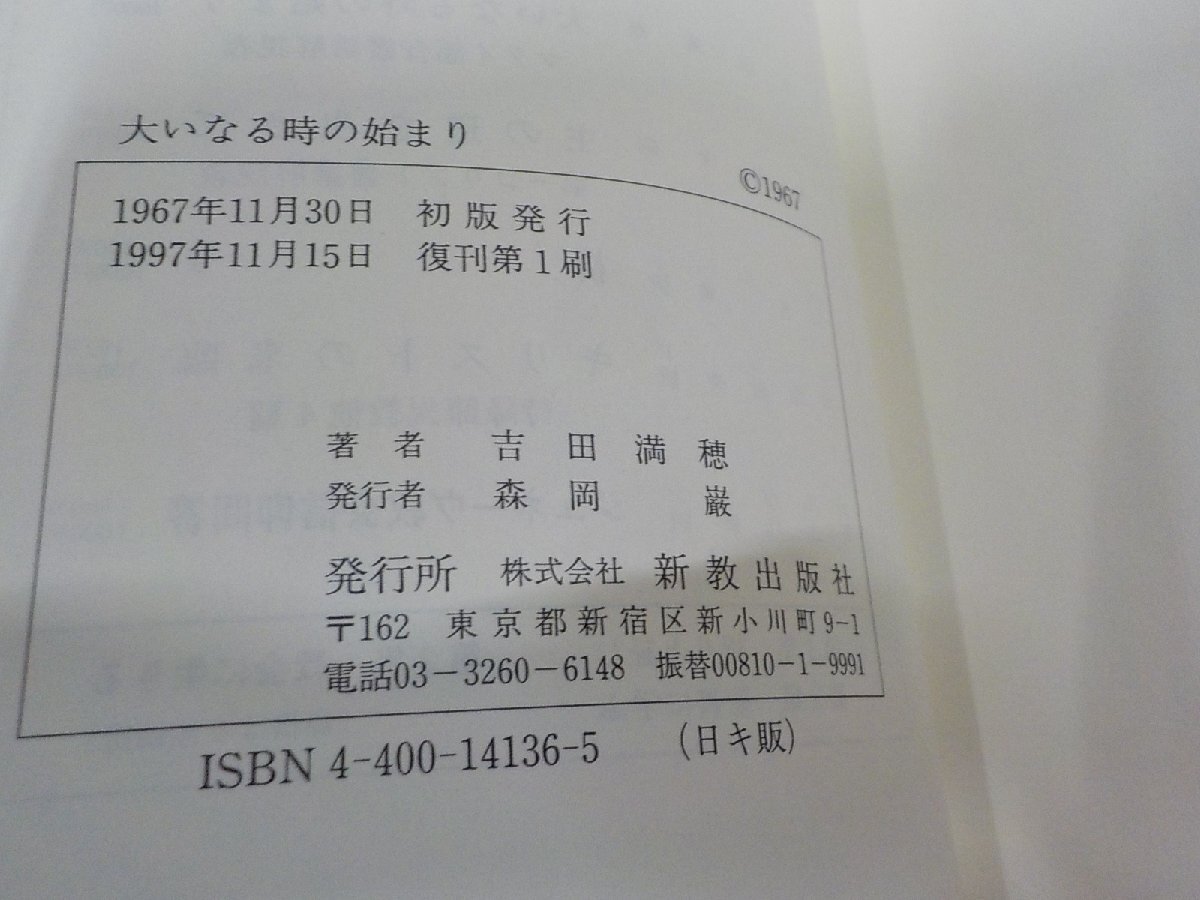 大いなる時の始まり
©1967
1967年11月30日 初版発行
1997年11月15日 復刊第1刷
著者 吉田満穂
発行者 森岡 巌
発行所 株式会社 新教出版社
〒162 東京都新宿区新小川町9-1
電話03-3260-6148 振替00810-1-9991
ISBN 4-400-14136-5 (日キ販)